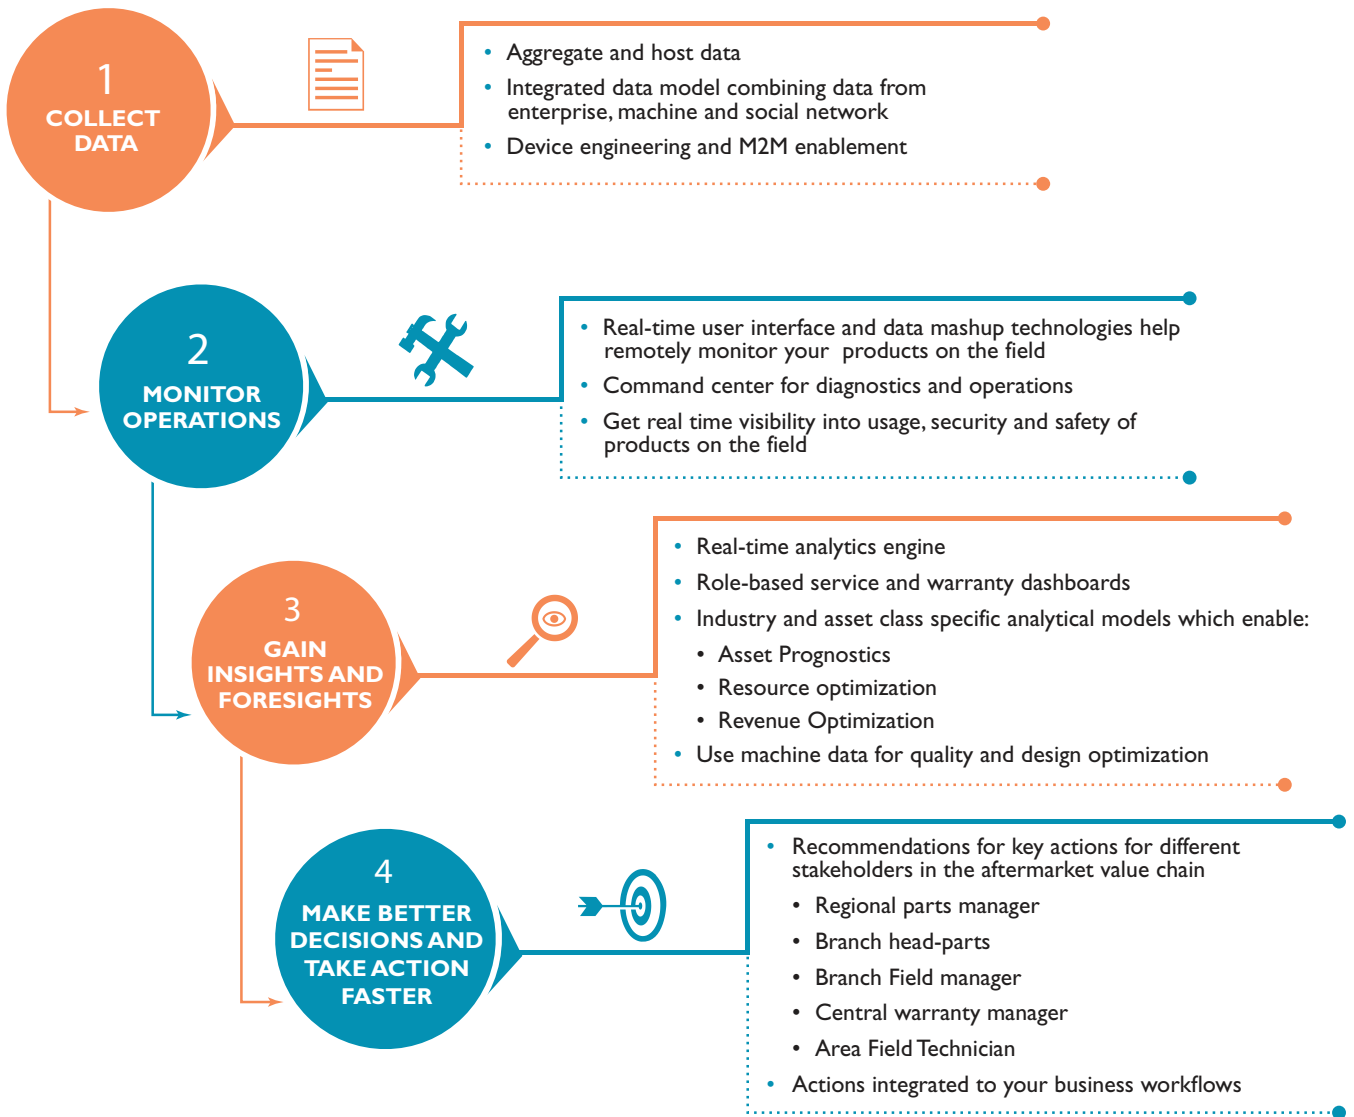 1
COLLECT
DATA
• Aggregate and host data
• Integrated data model combining data from
enterprise, machine and social network
• Device engineering and M2M enablement
2
MONITOR
OPERATIONS
• Real-time user interface and data mashup technologies help
remotely monitor your products on the field
• Command center for diagnostics and operations
• Get real time visibility into usage, security and safety of
products on the field
3
GAIN
INSIGHTS AND
FORESIGHTS
• Real-time analytics engine
• Role-based service and warranty dashboards
• Industry and asset class specific analytical models which enable:
• Asset Prognostics
• Resource optimization
• Revenue Optimization
• Use machine data for quality and design optimization
4
MAKE BETTER
DECISIONS AND
TAKE ACTION
FASTER
• Recommendations for key actions for different
stakeholders in the aftermarket value chain
• Regional parts manager
• Branch head-parts
• Branch Field manager
• Central warranty manager
• Area Field Technician
• Actions integrated to your business workflows